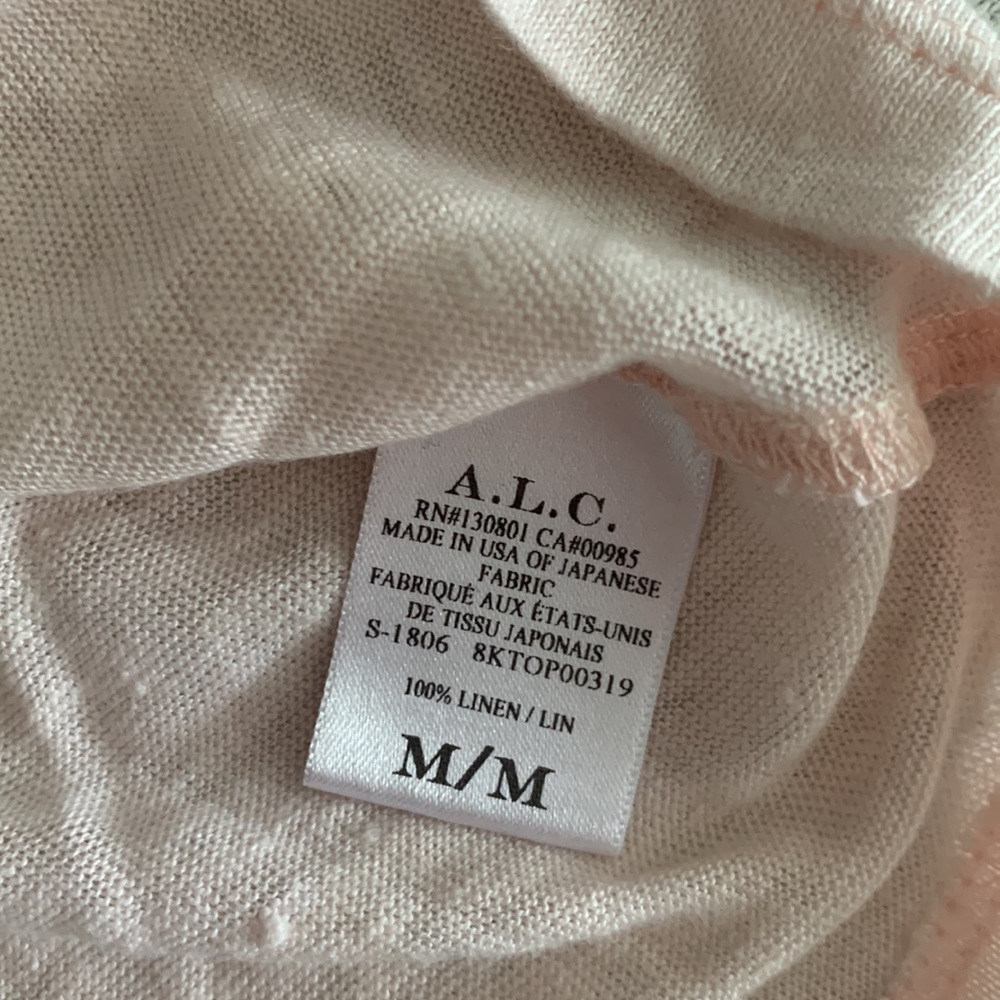 A.L.C.
RN#130801 CA#00985
MADE IN USA OF JAPANESE
FABRIC
FABRIQUÉ AUX ÉTATS-UNIS
DE TISSU JAPONAIS
S-1806 8KTOP00319
100% LINEN / LIN
M/M